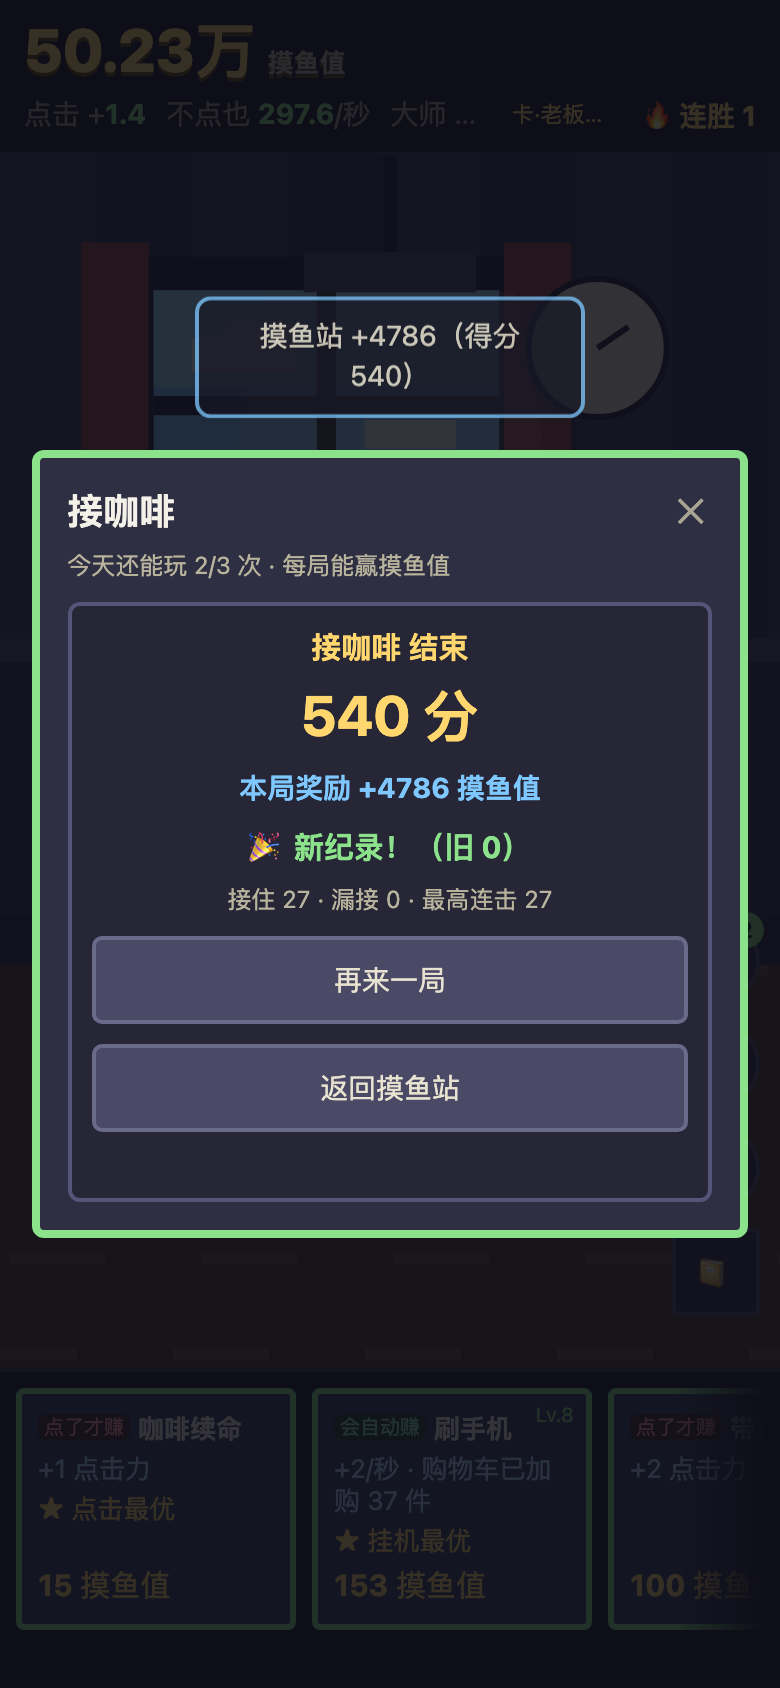 50.23万 摸鱼值
点击 +1.4 不点也 297.6/秒 大师 ... 卡·老板... 🔥 连胜 1
摸鱼站 +4786（得分
540）
接咖啡
今天还能玩 2/3 次 · 每局能赢摸鱼值
接咖啡 结束
540 分
本局奖励 +4786 摸鱼值
🎉 新纪录！（旧 0）
接住 27 · 漏接 0 · 最高连击 27
再来一局
返回摸鱼站
点了才赚 咖啡续命
+1 点击力
★ 点击最优
15 摸鱼值
会自动赚 刷手机 Lv.8
+2/秒 · 购物车已加
购 37 件
★ 挂机最优
153 摸鱼值
点了才赚 带
+2 点击力
100 摸鱼值